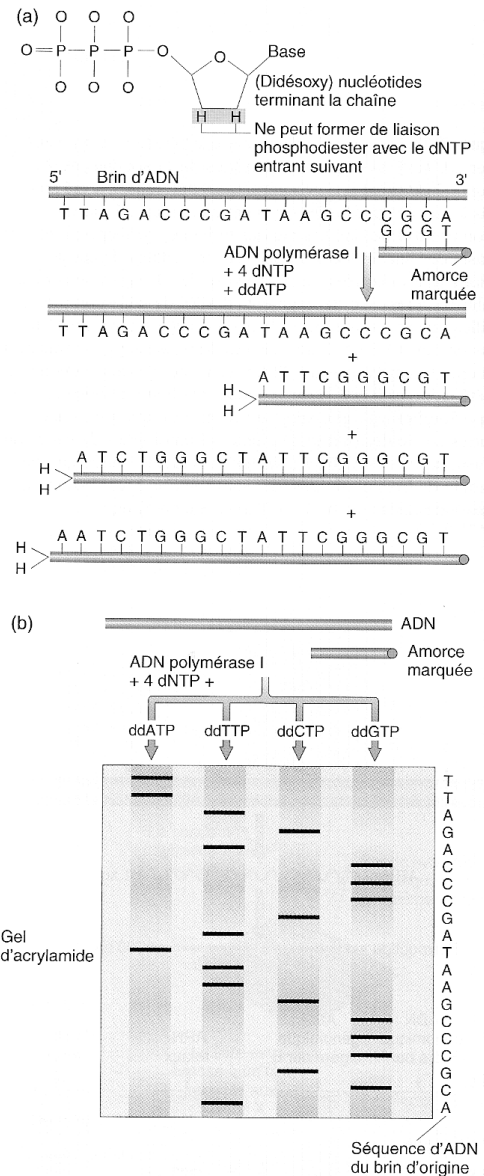 (a)
O O O
O=P–P–P–O O Base
O O O
(Didésoxy) nucléotides
terminant la chaîne
H H
Ne peut former de liaison
phosphodiester avec le dNTP
entrant suivant
5' Brin d'ADN 3'
T T A G A C C C G A T A A G C C C G C A
G C G T
ADN polymérase I
+ 4 dNTP
+ ddATP
Amorce
marquée
T T A G A C C C G A T A A G C C C G C A
+
A T T C G G G C G T
H
H
+
A T C T G G G C T A T T C G G G C G T
H
H
+
A A T C T G G G C T A T T C G G G C G T
H
H
(b)
ADN
Amorce
marquée
ADN polymérase I
+ 4 dNTP +
ddATP ddTTP ddCTP ddGTP
T
T
A
G
A
C
C
C
G
A
T
A
A
G
C
C
C
G
C
A
Gel
d'acrylamide
Séquence d'ADN
du brin d'origine